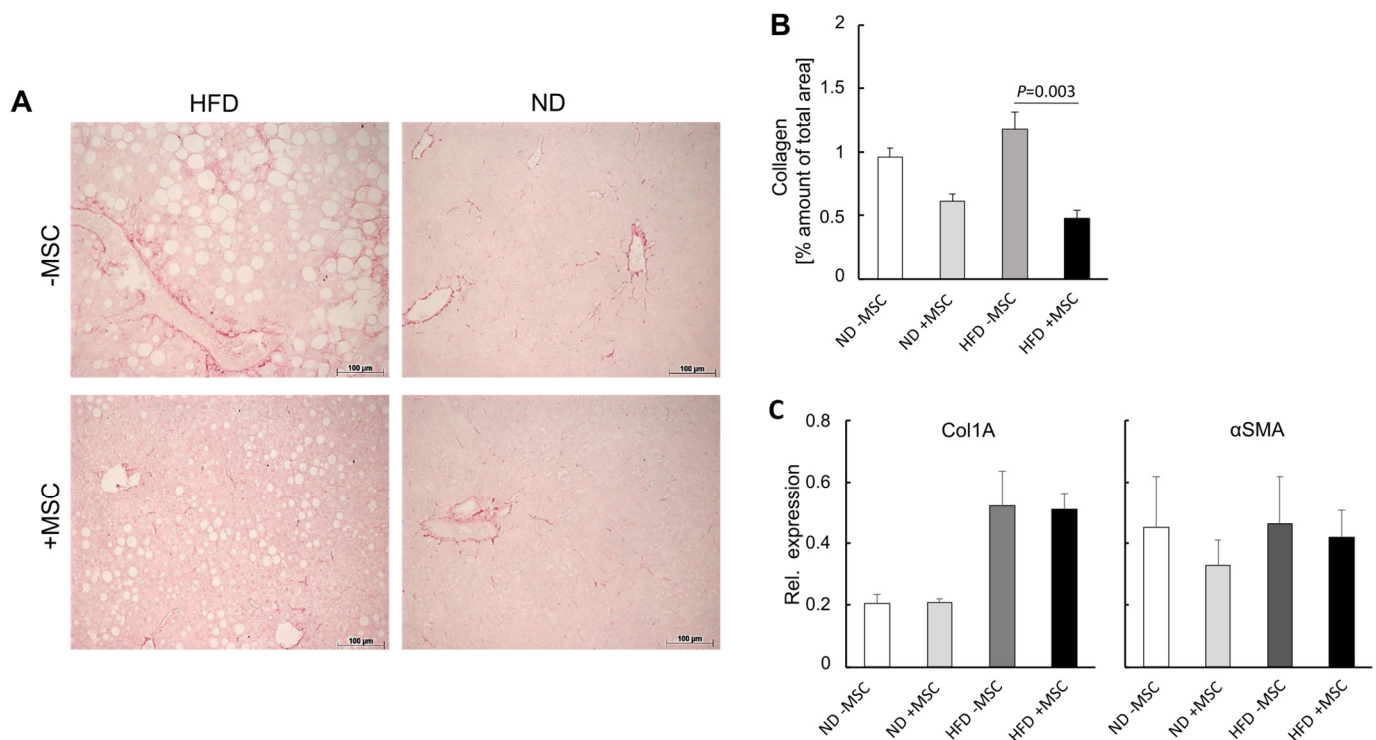 A
HFD
ND
-MSC
100 µm
100 µm
+MSC
100 µm
100 µm
B
Collagen
[% amount of total area]
2
1.5
1
0.5
0
P=0.003
ND -MSC
ND +MSC
HFD -MSC
HFD +MSC
C
Rel. expression
0.8
0.6
0.4
0.2
0
Col1A
ND -MSC
ND +MSC
HFD -MSC
HFD +MSC
αSMA
ND -MSC
ND +MSC
HFD -MSC
HFD +MSC